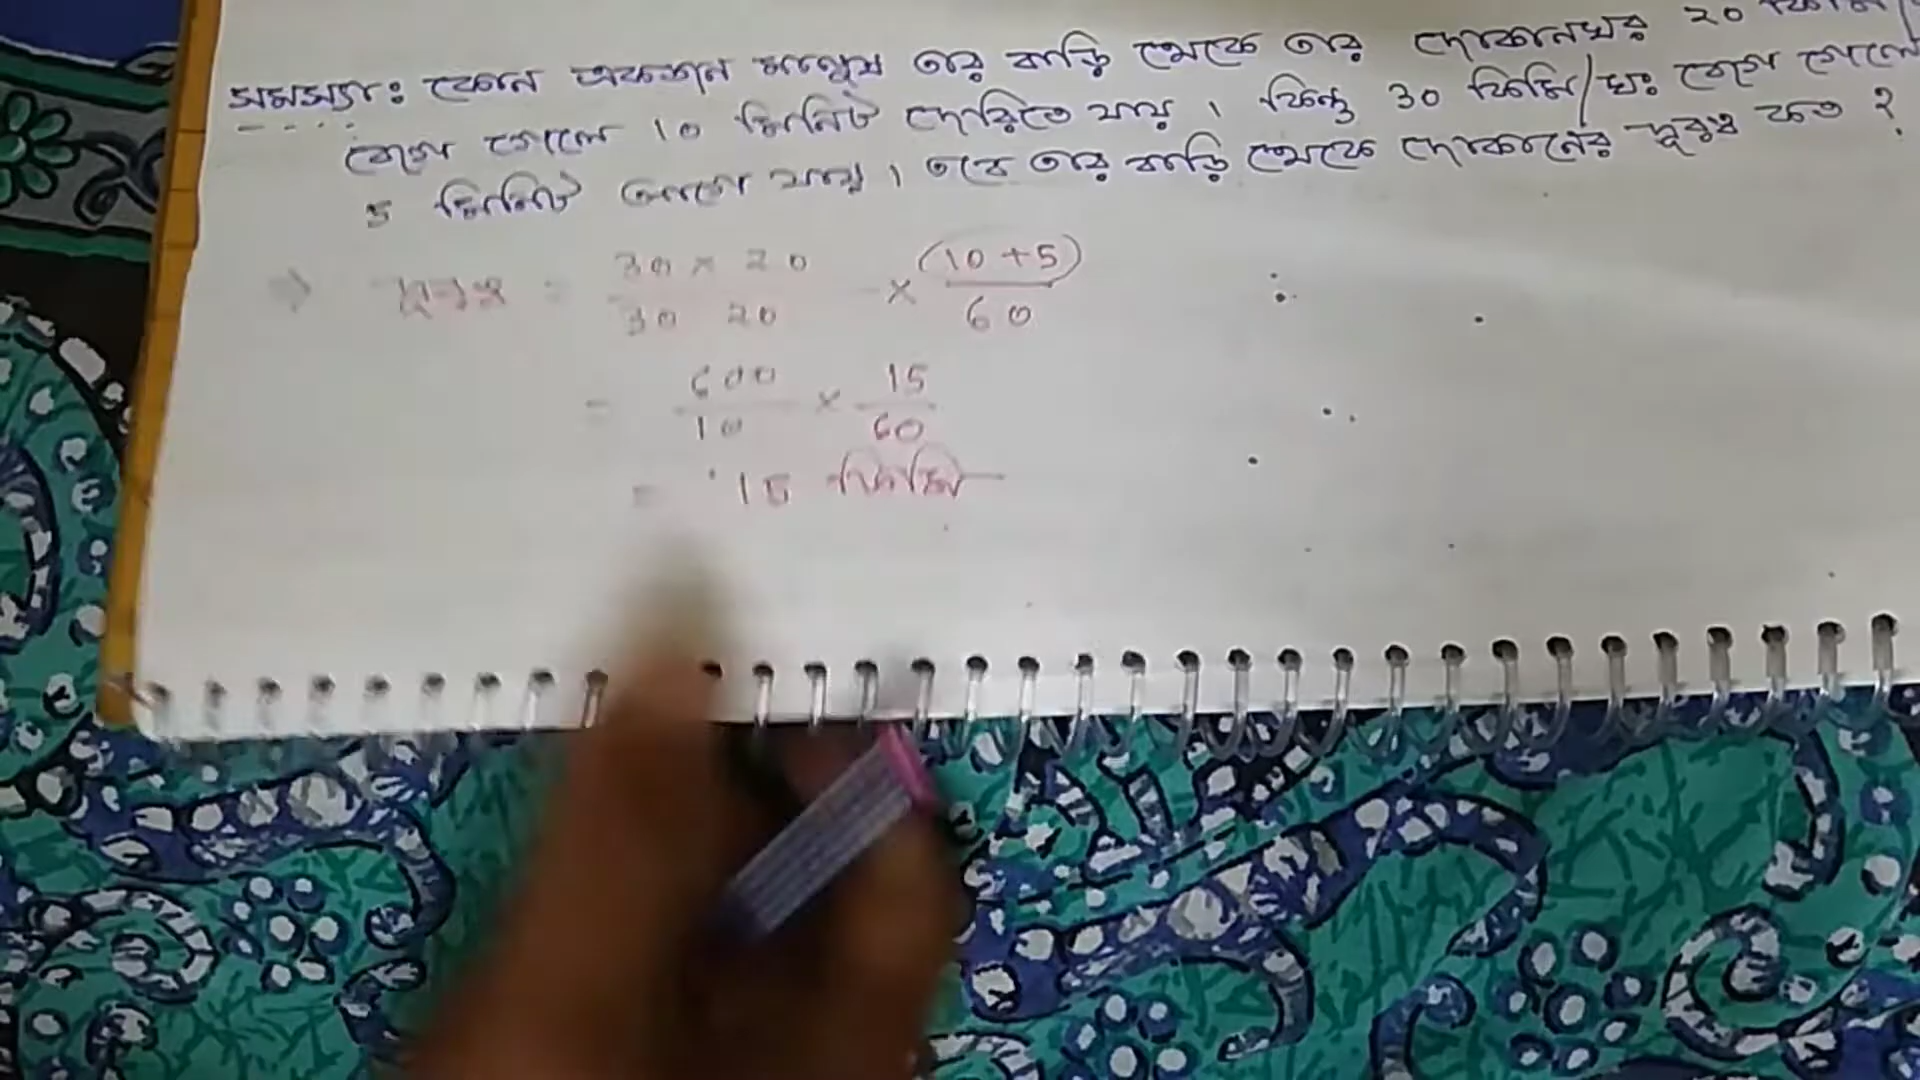 সমস্যা: কোন একজন মানুষ তার বাড়ি থেকে তার দোকানঘর 20 কিমি/
বেগে গেলে 10 মিনিট দেরিতে যায় । কিন্তু 30 কিমি/ঘঃ বেগে গেলে
5 মিনিট আগে যায় । তবে তার বাড়ি থেকে দোকানের দূরত্ব কত ?
⇒ দূরত্ব = 30 × 20 / 30 20 × (10+5) / 60
= 600 / 10 × 15 / 60
= 15 কিমি